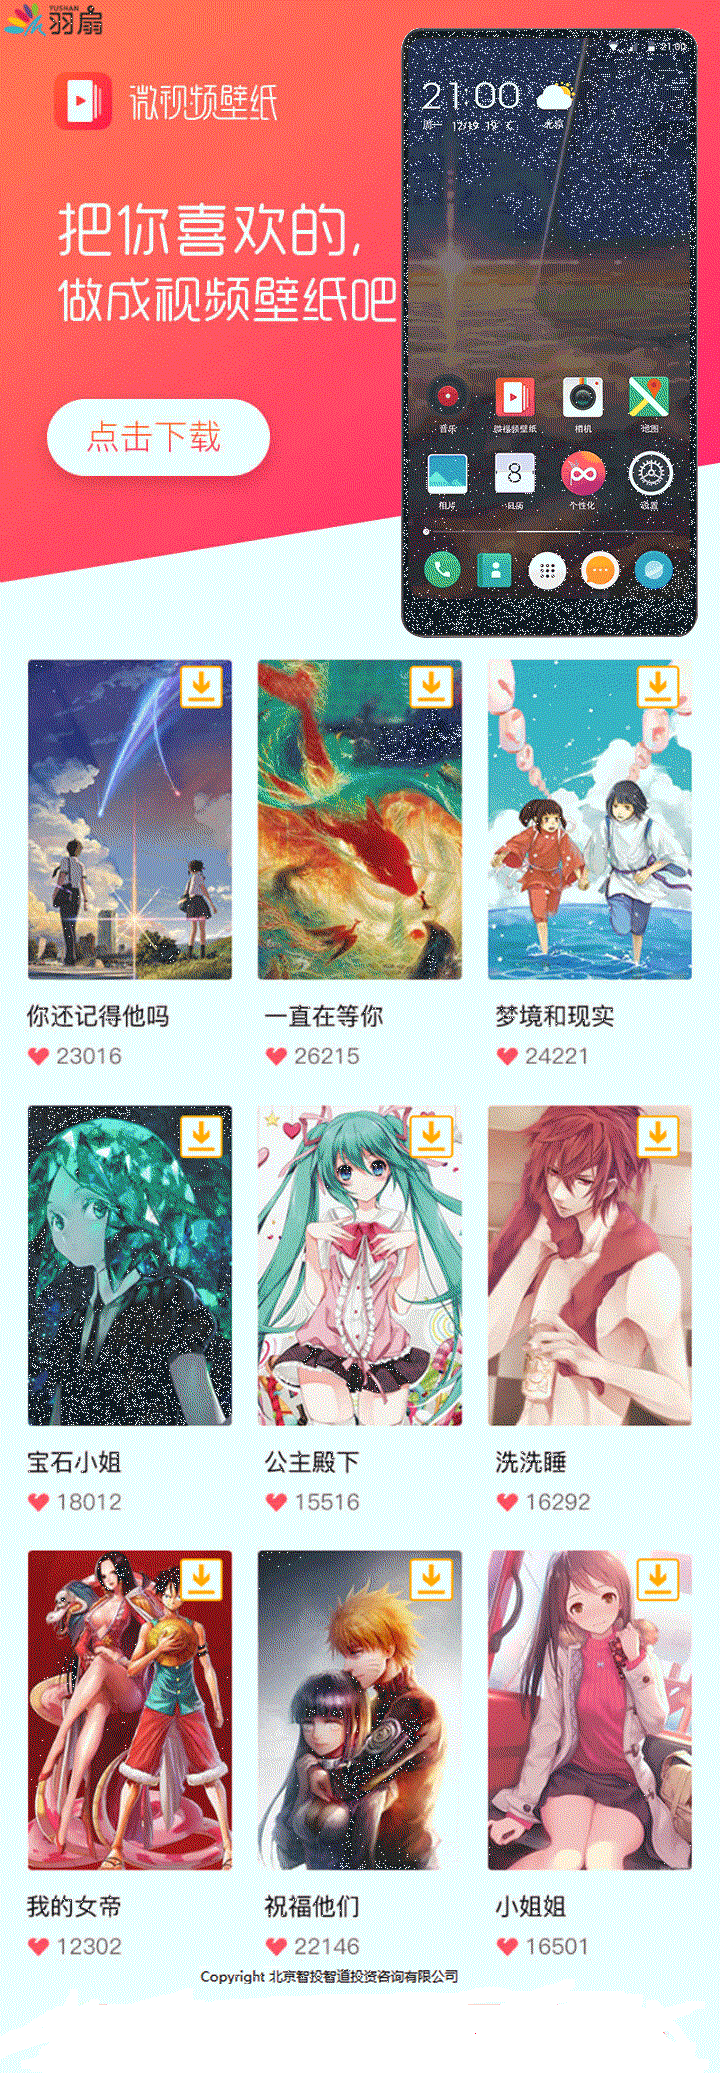 YUSHAN
羽扇
微视频壁纸
把你喜欢的,
做成视频壁纸吧
点击下载
21:00
21:00
周一 12/19 19°C 北京
音乐 微视频壁纸 相机 地图
8
相片 日历 个性化 设置
你还记得他吗 一直在等你 梦境和现实
23016 26215 24221
宝石小姐 公主殿下 洗洗睡
18012 15516 16292
我的女帝 祝福他们 小姐姐
12302 22146 16501
Copyright 北京智投智道投资咨询有限公司